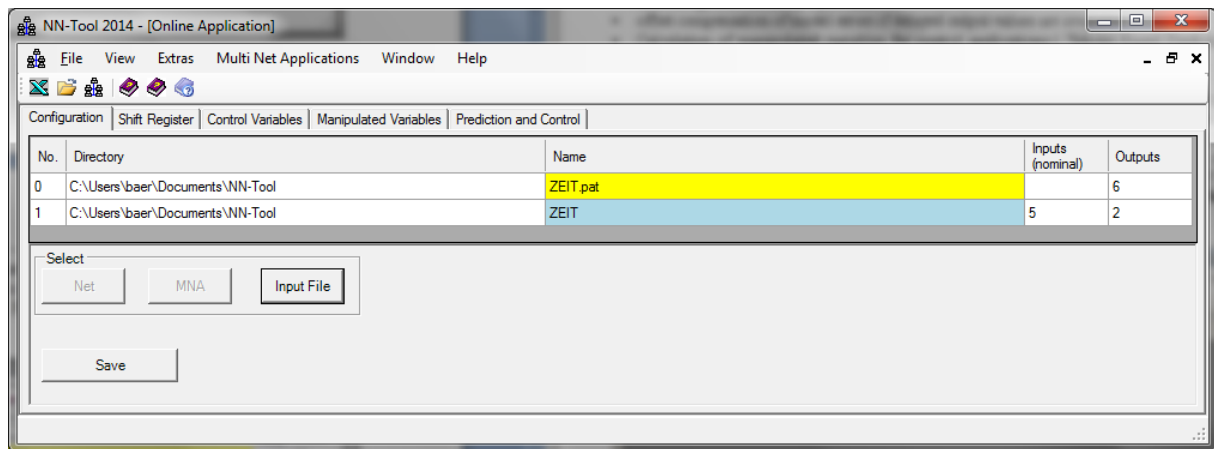 NN-Tool 2014 - [Online Application]
File View Extras Multi Net Applications Window Help
Configuration Shift Register Control Variables Manipulated Variables Prediction and Control
No. Directory Name Inputs (nominal) Outputs
0 C:\Users\baer\Documents\NN-Tool ZEIT.pat 6
1 C:\Users\baer\Documents\NN-Tool ZEIT 5 2
Select
Net MNA Input File
Save